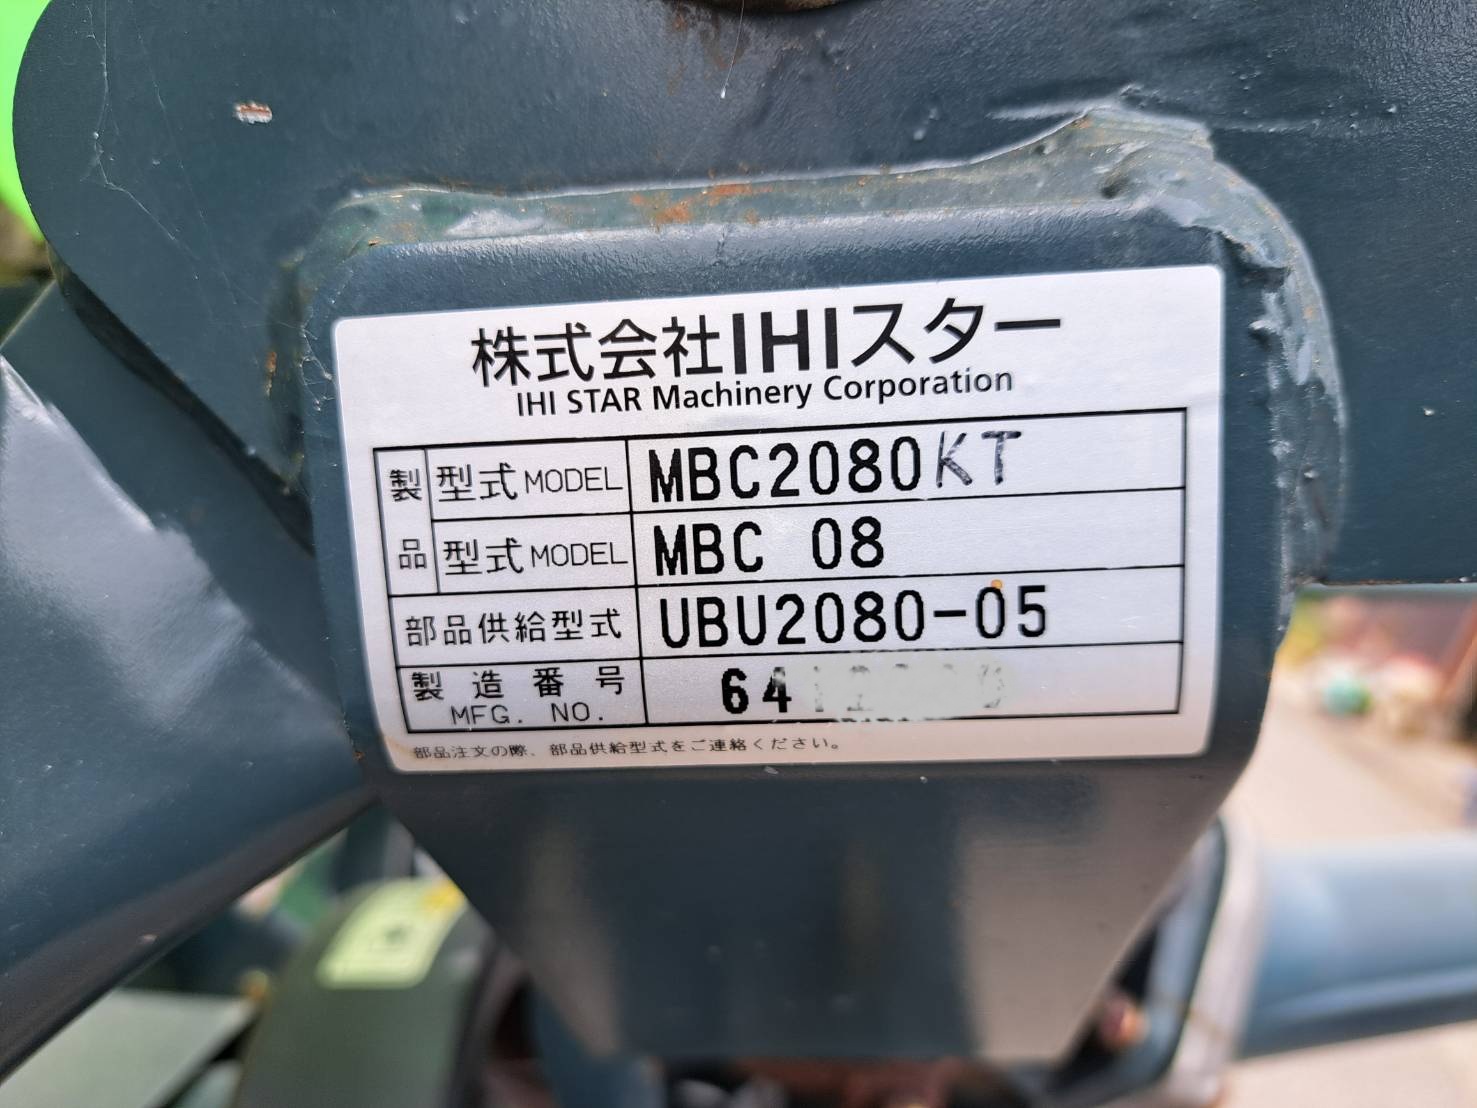 株式会社IHIスター
IHI STAR Machinery Corporation
製品 型式 MODEL MBC2080KT
型式 MODEL MBC 08
部品供給型式 UBU2080-05
製造番号 MFG. NO. 64
部品注文の際、部品供給型式をご連絡ください。